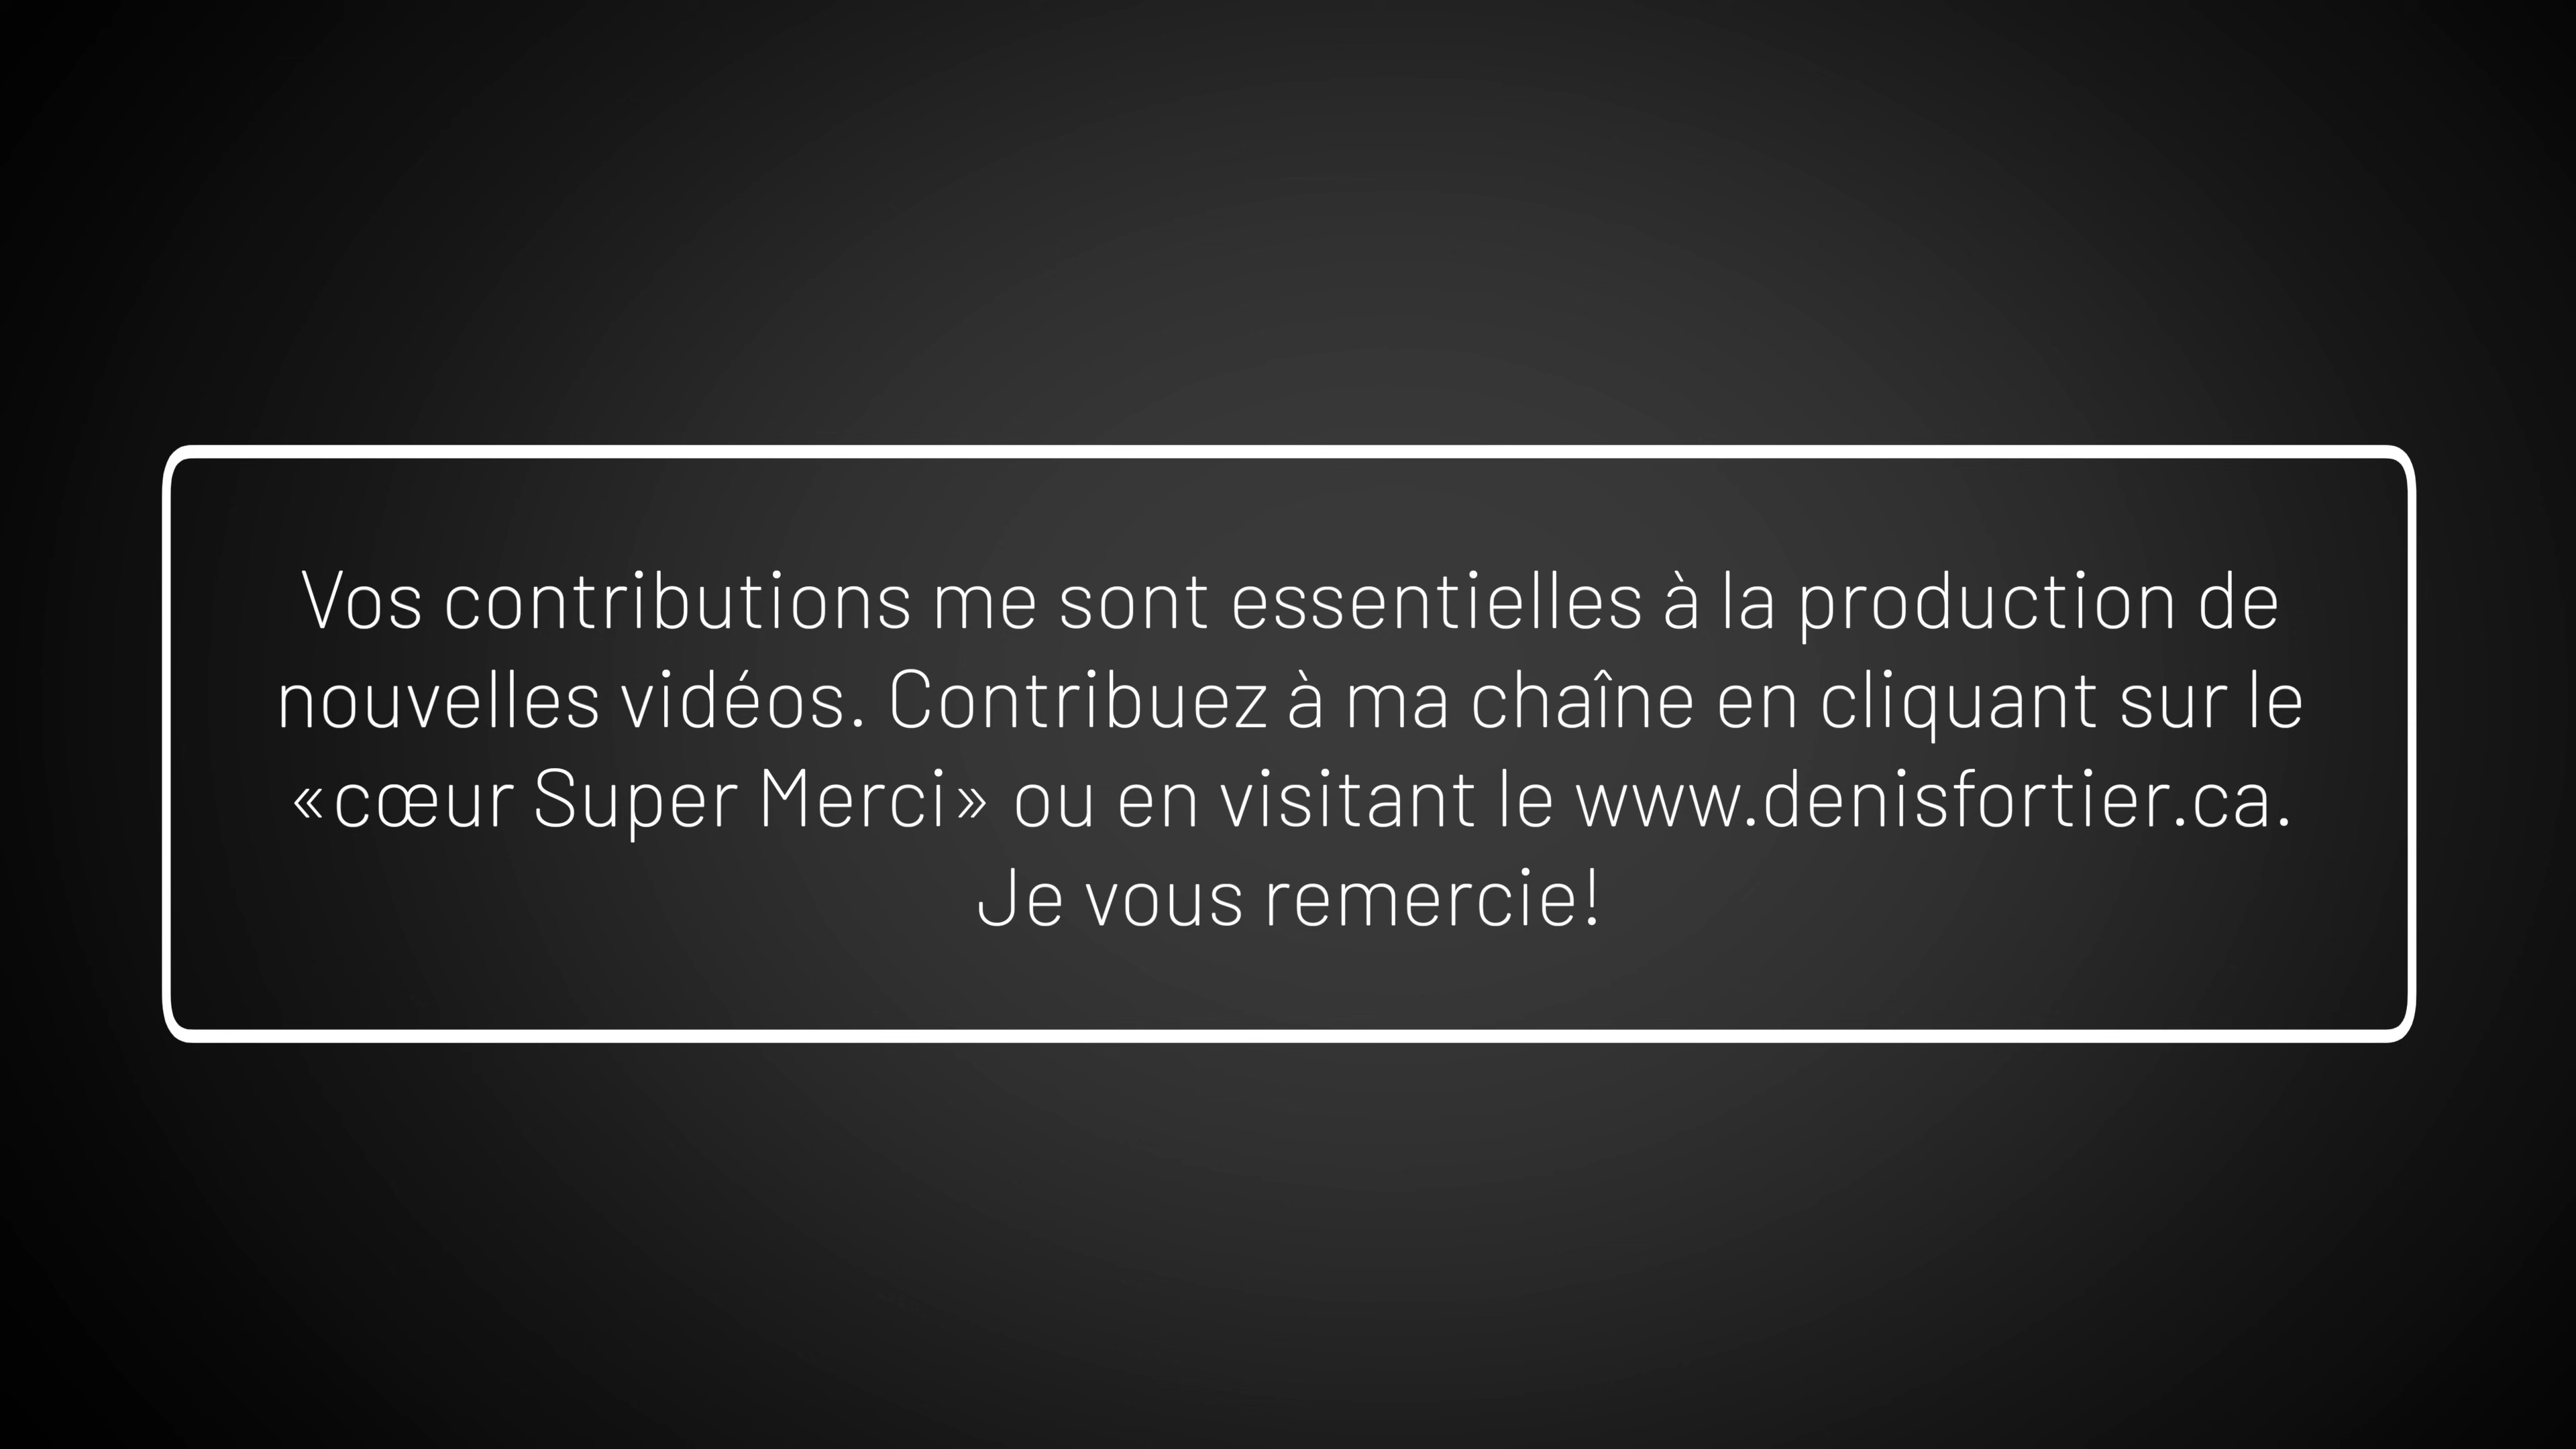 Vos contributions me sont essentielles à la production de
nouvelles vidéos. Contribuez à ma chaîne en cliquant sur le
«cœur Super Merci» ou en visitant le www.denisfortier.ca.
Je vous remercie!